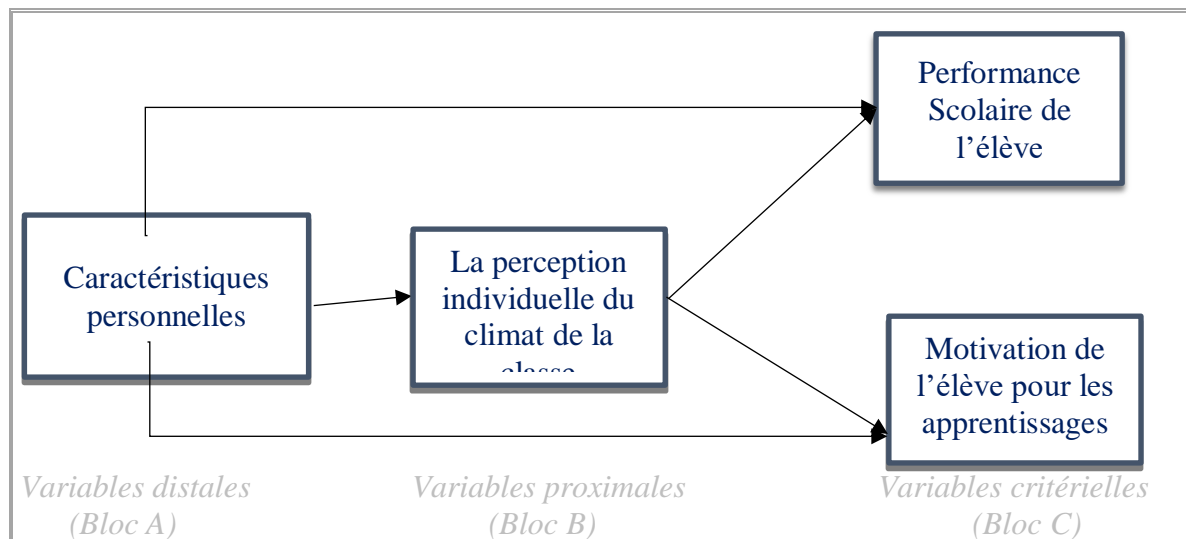 Performance
Scolaire de
l’élève
Caractéristiques
personnelles
La perception
individuelle du
climat de la
classe
Motivation de
l’élève pour les
apprentissages
Variables distales
(Bloc A)
Variables proximales
(Bloc B)
Variables critérielles
(Bloc C)